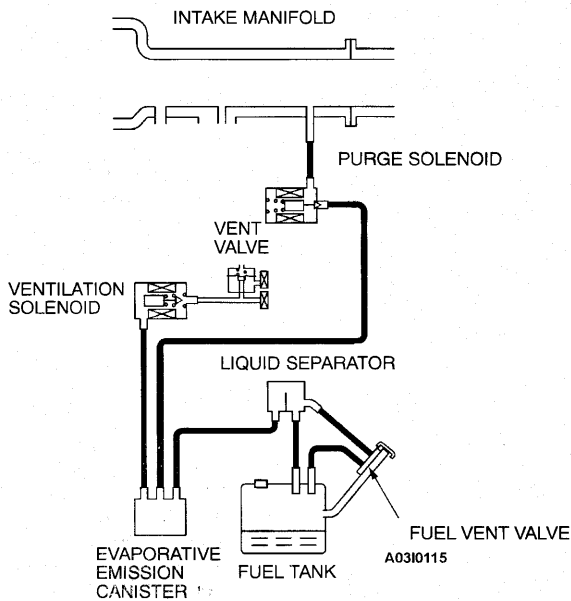 INTAKE MANIFOLD
PURGE SOLENOID
VENT
VALVE
VENTILATION
SOLENOID
LIQUID SEPARATOR
FUEL VENT VALVE
A03I0115
EVAPORATIVE
EMISSION
CANISTER
FUEL TANK